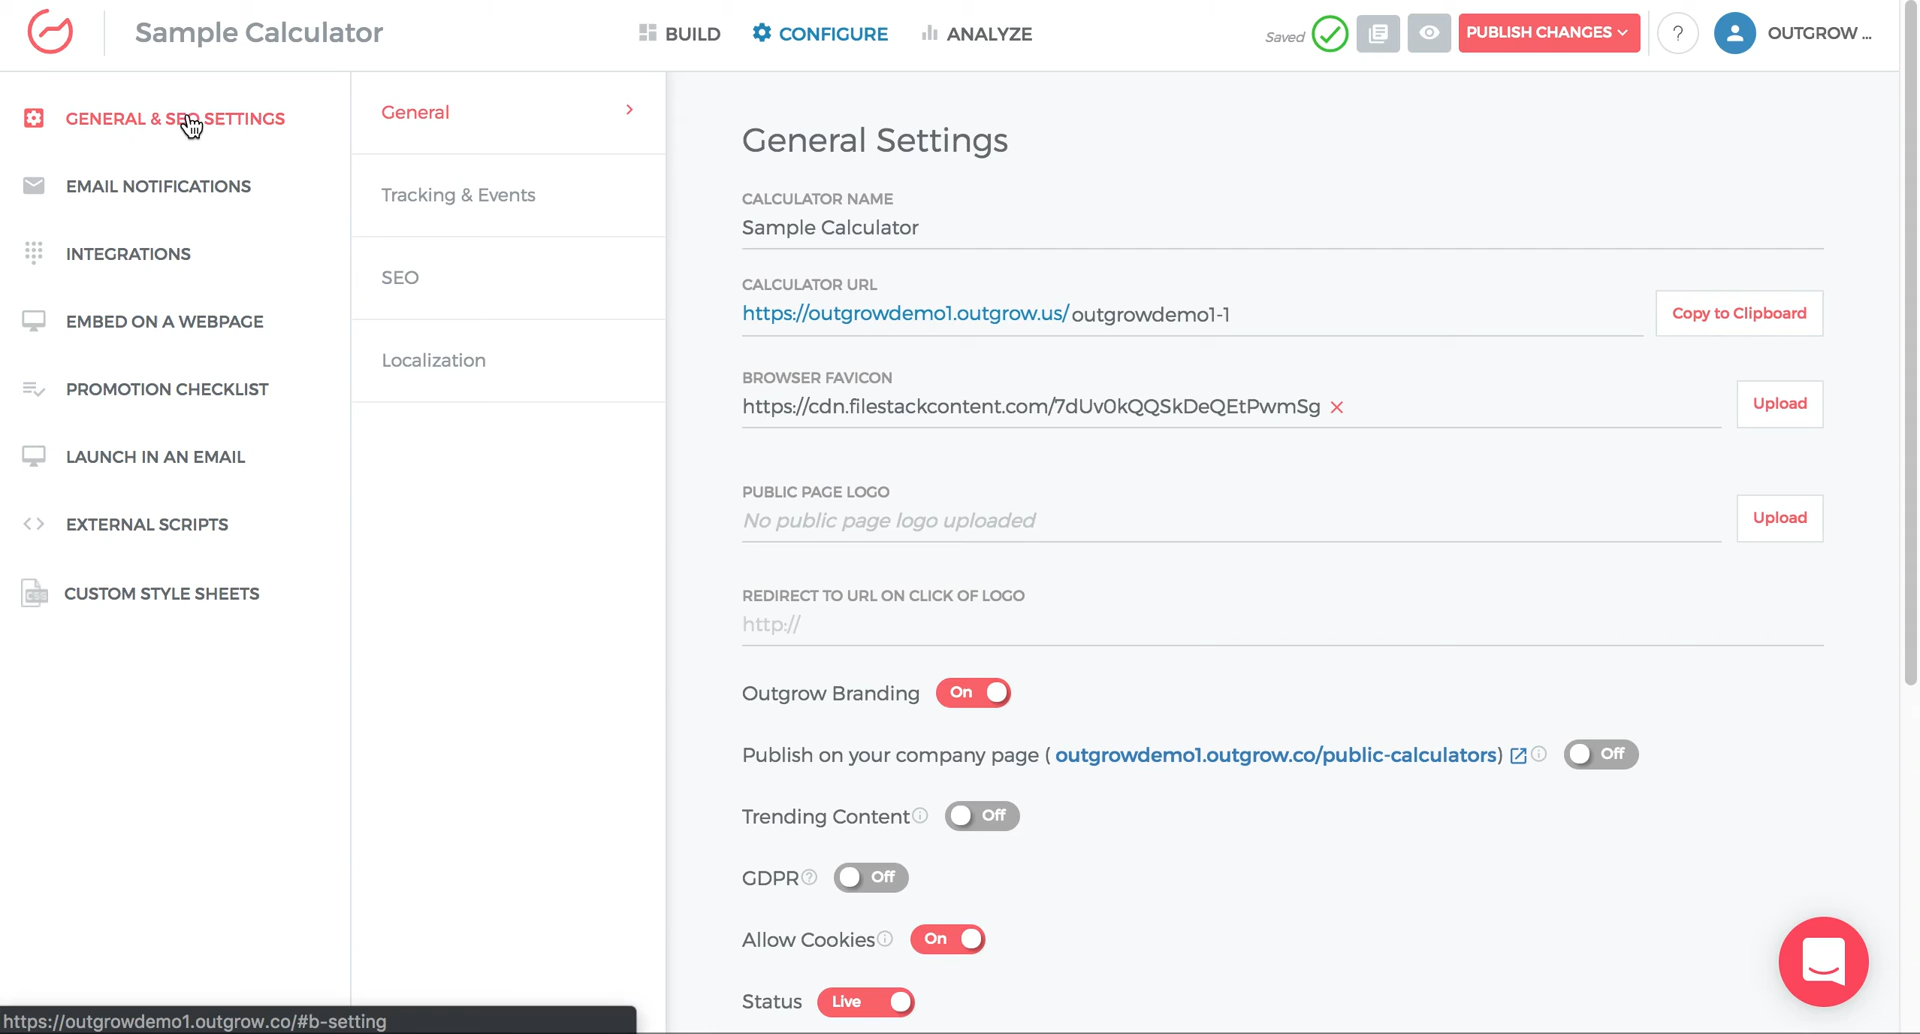 Sample Calculator
BUILD
CONFIGURE
ANALYZE
Saved
PUBLISH CHANGES
?
OUTGROW ...
GENERAL & SEO SETTINGS
EMAIL NOTIFICATIONS
INTEGRATIONS
EMBED ON A WEBPAGE
PROMOTION CHECKLIST
LAUNCH IN AN EMAIL
EXTERNAL SCRIPTS
CSS
CUSTOM STYLE SHEETS
General
Tracking & Events
SEO
Localization
General Settings
CALCULATOR NAME
Sample Calculator
CALCULATOR URL
https://outgrowdemo1.outgrow.us/ outgrowdemo1-1
Copy to Clipboard
BROWSER FAVICON
https://cdn.filestackcontent.com/7dUv0kQQSkDeQEtPwmSg
Upload
PUBLIC PAGE LOGO
No public page logo uploaded
Upload
REDIRECT TO URL ON CLICK OF LOGO
http://
Outgrow Branding On
Publish on your company page ( outgrowdemo1.outgrow.co/public-calculators) Off
Trending Content Off
GDPR Off
Allow Cookies On
Status Live
https://outgrowdemo1.outgrow.co/#b-setting